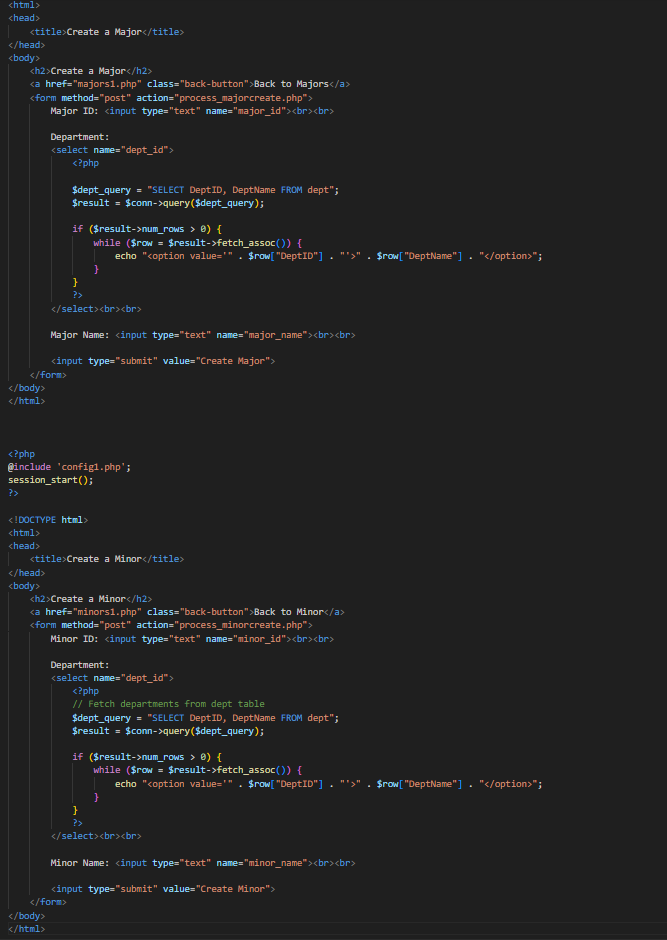 <html>
<head>
    <title>Create a Major</title>
</head>
<body>
    <h2>Create a Major</h2>
    <a href="majors1.php" class="back-button">Back to Majors</a>
    <form method="post" action="process_majorcreate.php">
        Major ID: <input type="text" name="major_id"><br><br>

        Department:
        <select name="dept_id">
            <?php

            $dept_query = "SELECT DeptID, DeptName FROM dept";
            $result = $conn->query($dept_query);

            if ($result->num_rows > 0) {
                while ($row = $result->fetch_assoc()) {
                    echo "<option value='" . $row["DeptID"] . "'>" . $row["DeptName"] . "</option>";
                }
            }
            ?>
        </select><br><br>

        Major Name: <input type="text" name="major_name"><br><br>

        <input type="submit" value="Create Major">
    </form>
</body>
</html>

<?php
@include 'config1.php';
session_start();
?>

<!DOCTYPE html>
<html>
<head>
    <title>Create a Minor</title>
</head>
<body>
    <h2>Create a Minor</h2>
    <a href="minors1.php" class="back-button">Back to Minor</a>
    <form method="post" action="process_minorcreate.php">
        Minor ID: <input type="text" name="minor_id"><br><br>

        Department:
        <select name="dept_id">
            <?php
            // Fetch departments from dept table
            $dept_query = "SELECT DeptID, DeptName FROM dept";
            $result = $conn->query($dept_query);

            if ($result->num_rows > 0) {
                while ($row = $result->fetch_assoc()) {
                    echo "<option value='" . $row["DeptID"] . "'>" . $row["DeptName"] . "</option>";
                }
            }
            ?>
        </select><br><br>

        Minor Name: <input type="text" name="minor_name"><br><br>

        <input type="submit" value="Create Minor">
    </form>
</body>
</html>